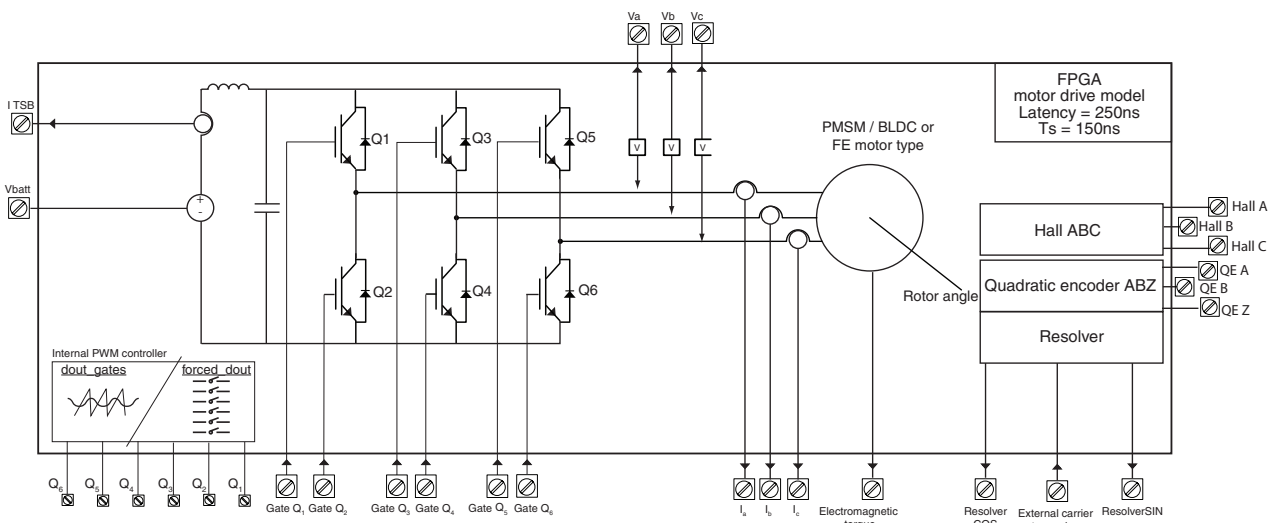 Va
Vb
Vc
I TSB
Vbatt
+
-
Q1
Q3
Q5
Q2
Q4
Q6
V
V
V
PMSM / BLDC or
FE motor type
FPGA
motor drive model
Latency = 250ns
Ts = 150ns
Hall ABC
Hall A
Hall B
Hall C
Rotor angle
Quadratic encoder ABZ
QE A
QE B
QE Z
Resolver
Internal PWM controller
dout_gates
forced_dout
Q6
Q5
Q4
Q3
Q2
Q1
Gate Q1
Gate Q2
Gate Q3
Gate Q4
Gate Q5
Gate Q6
Ia
Ib
Ic
Electromagnetic
Resolver
External carrier
ResolverSIN